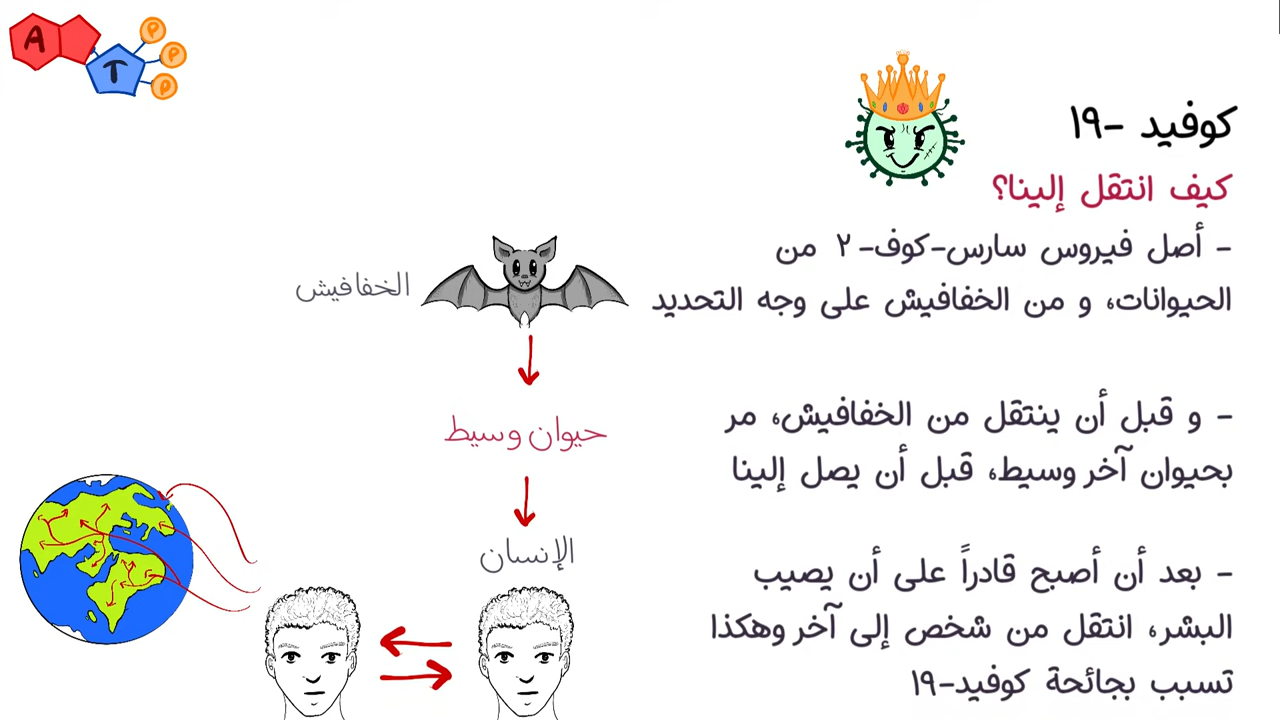 A
T
P
P
P
كوفيد -١٩
كيف انتقل إلينا؟
- أصل فيروس سارس-كوف-٢ من
الحيوانات، و من الخفافيش على وجه التحديد
- و قبل أن ينتقل من الخفافيش، مر
بحيوان آخر وسيط، قبل أن يصل إلينا
- بعد أن أصبح قادراً على أن يصيب
البشر، انتقل من شخص إلى آخر وهكذا
تسبب بجائحة كوفيد-١٩
الخفافيش
حيوان وسيط
الإنسان